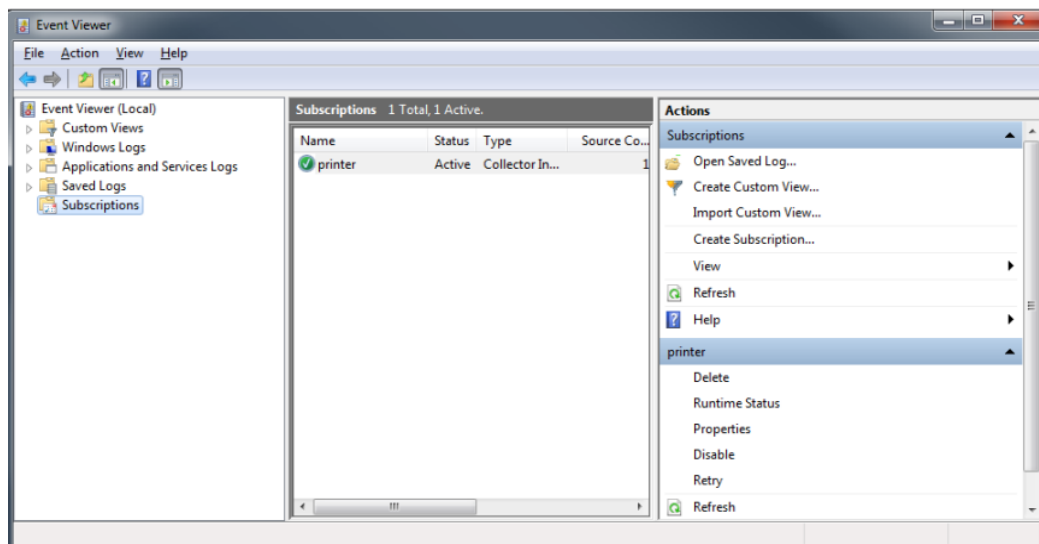 Event Viewer
File Action View Help
Event Viewer (Local)
Custom Views
Windows Logs
Applications and Services Logs
Saved Logs
Subscriptions
Subscriptions 1 Total, 1 Active.
Name Status Type Source Co...
printer Active Collector In... 1
Actions
Subscriptions
Open Saved Log...
Create Custom View...
Import Custom View...
Create Subscription...
View
Refresh
Help
printer
Delete
Runtime Status
Properties
Disable
Retry
Refresh